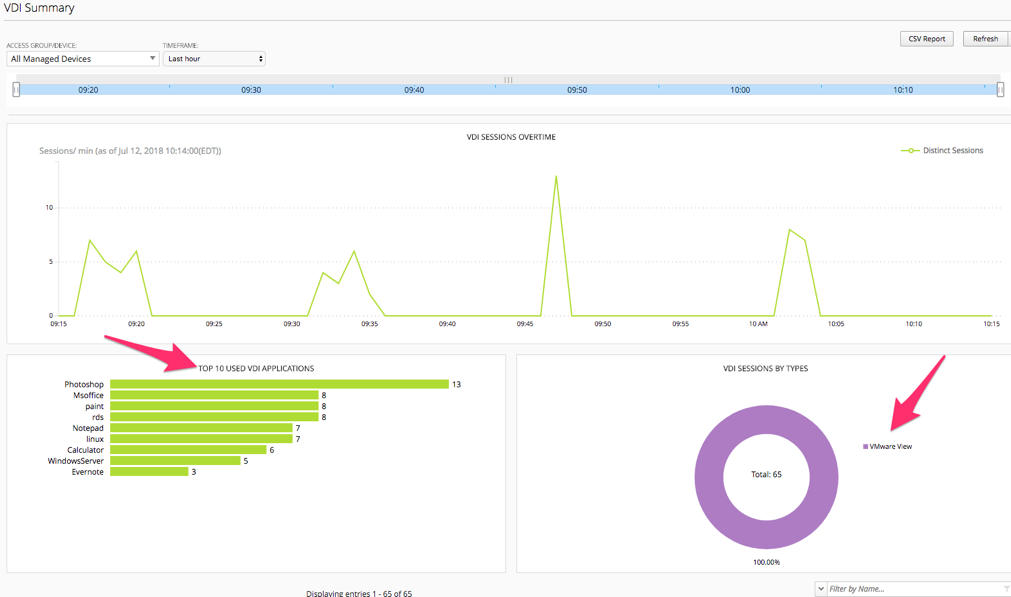 VDI Summary
CSV Report
Refresh
ACCESS GROUP/DEVICE:
TIMEFRAME:
All Managed Devices
Last hour
09:20 09:30 09:40 09:50 10:00 10:10
VDI SESSIONS OVERTIME
Sessions/ min (as of Jul 12, 2018 10:14:00(EDT))
Distinct Sessions
10
5
0
09:15 09:20 09:25 09:30 09:35 09:40 09:45 09:50 09:55 10 AM 10:05 10:10 10:15
TOP 10 USED VDI APPLICATIONS
Photoshop 13
Msoffice 8
paint 8
rds 8
Notepad 7
linux 7
Calculator 6
WindowsServer 5
Evernote 3
VDI SESSIONS BY TYPES
VMware View
Total: 65
100.00%
Displaying entries 1 - 65 of 65
Filter by Name...